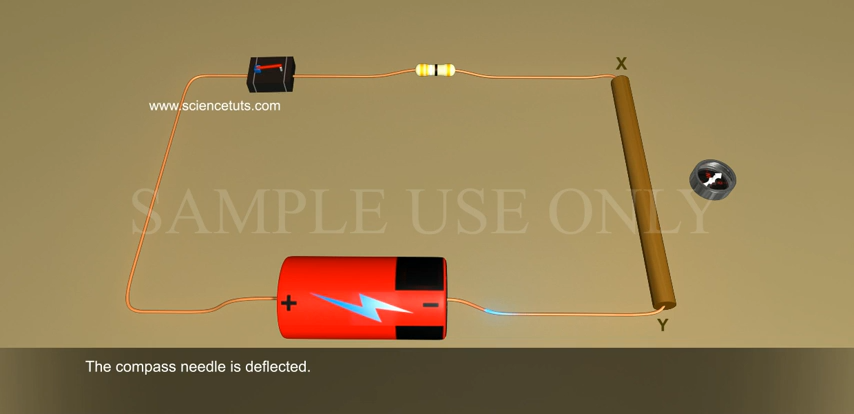 X
www.sciencetuts.com
SAMPLE USE ONLY
+ −
Y
The compass needle is deflected.